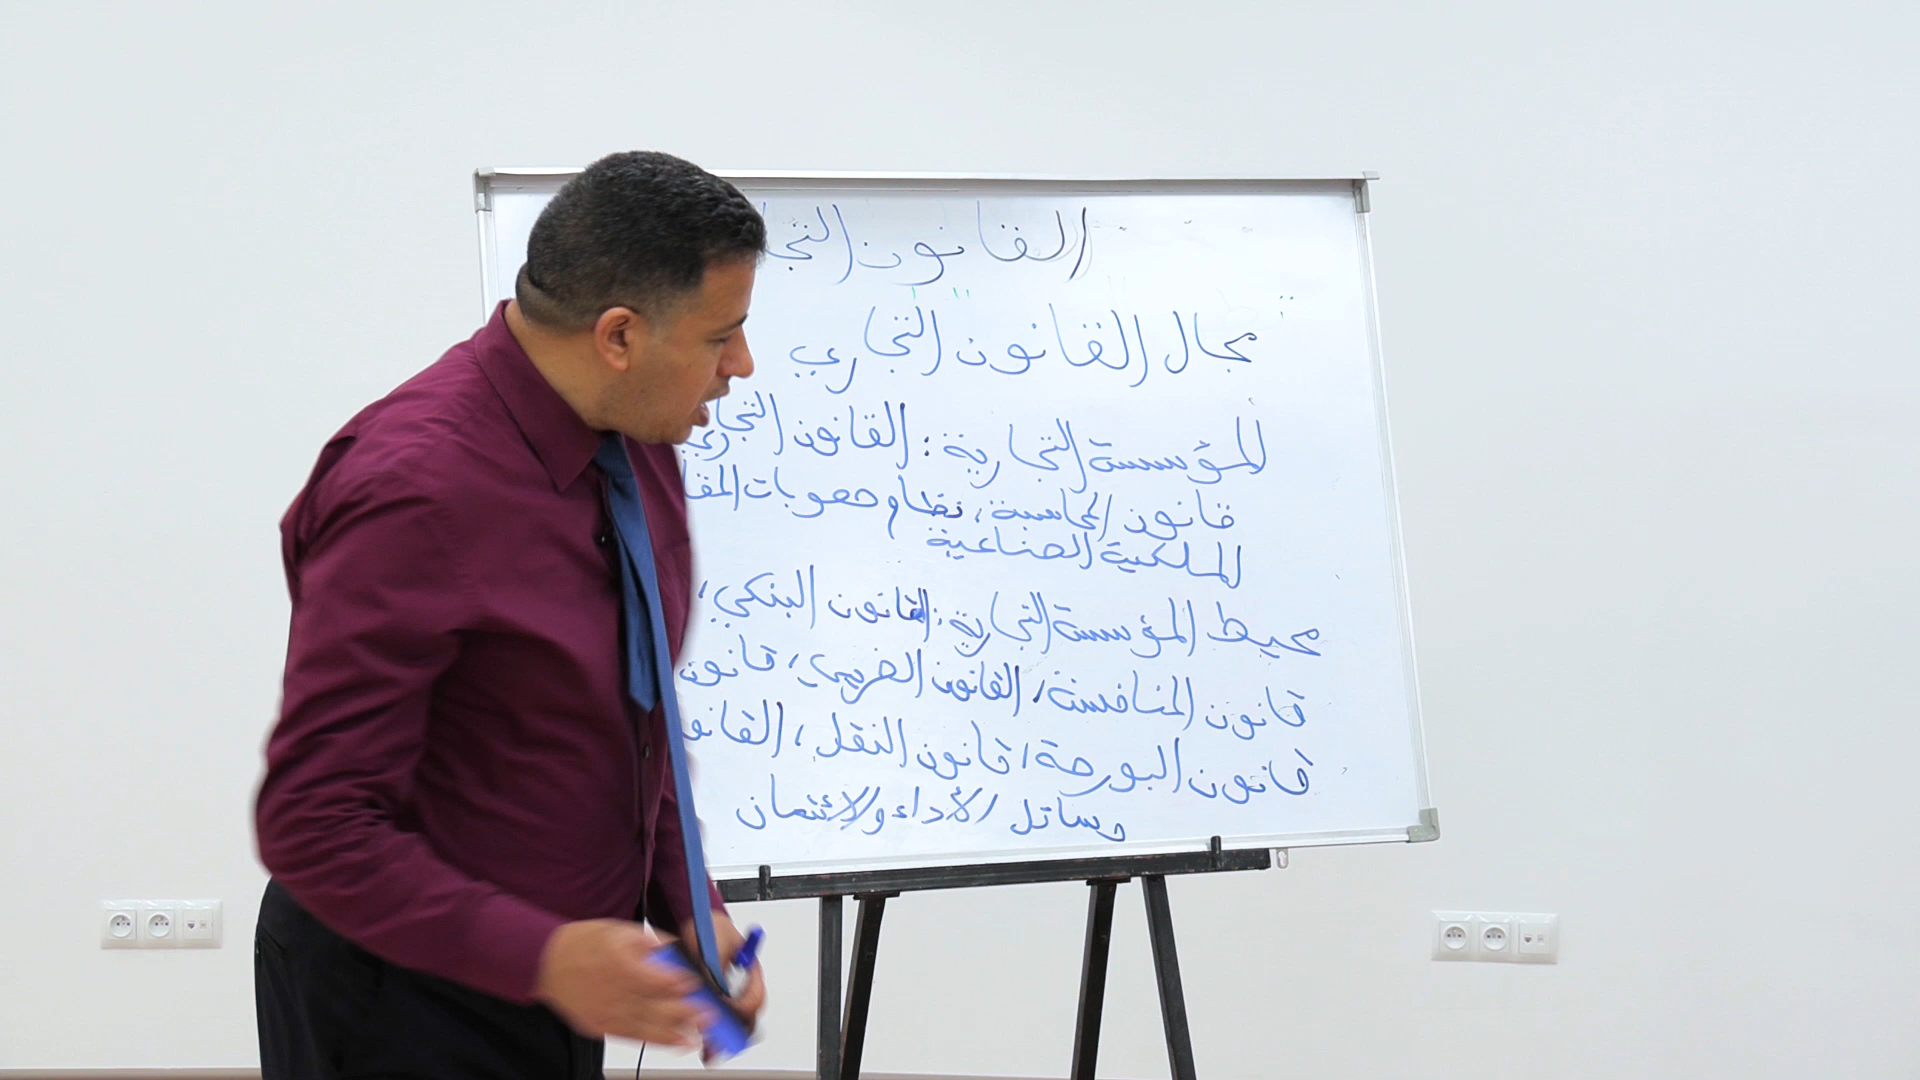 القانون التجا
مجال القانون التجاري
المؤسسة التجارية: القانون التجاري
قانون المحاسبة، نظام صعوبات المقا
الملكية الصناعية
محيط المؤسسة التجارية: القانون البنكي،
قانون المنافسة، القانون الضريبي، قانون
قانون البورصة، قانون النقل، القانو
وسائل الأداء والائتمان